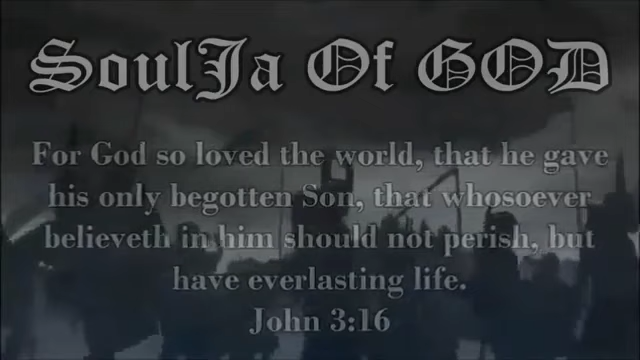 SoulJa Of GOD
For God so loved the world, that he gave
his only begotten Son, that whosoever
believeth in him should not perish, but
have everlasting life.
John 3:16